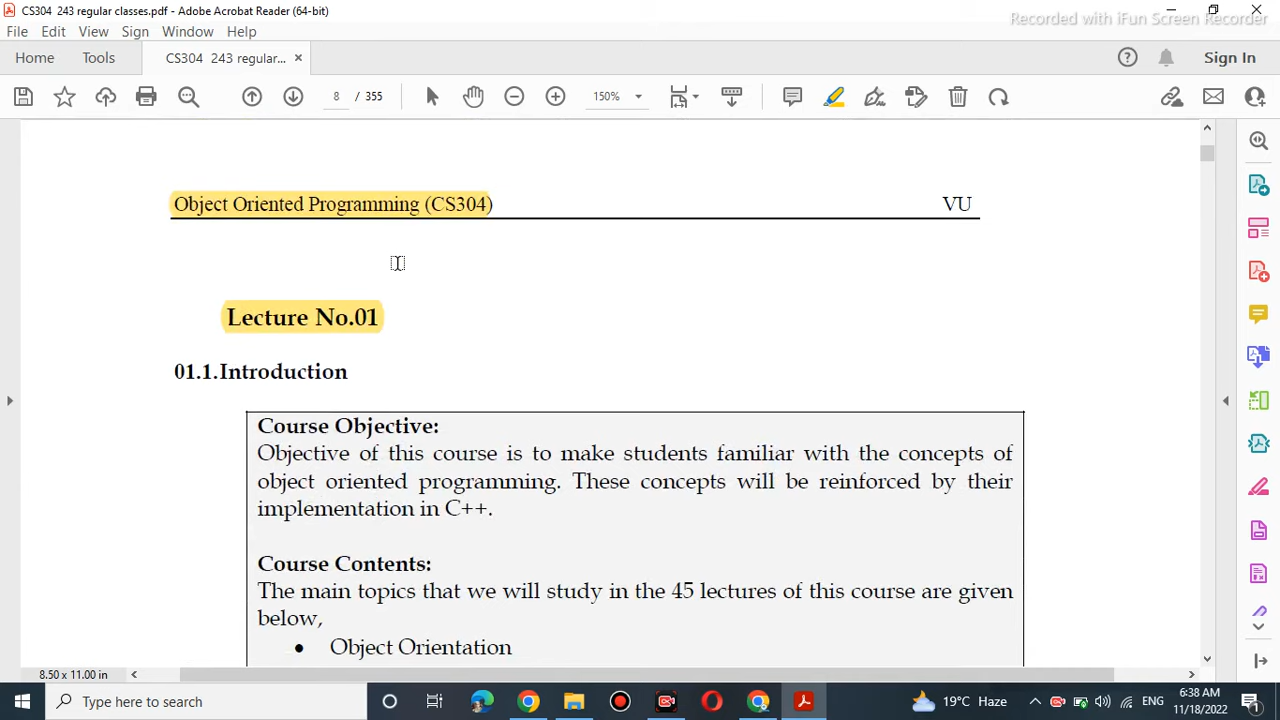 CS304 243 regular classes.pdf - Adobe Acrobat Reader (64-bit)
Recorded with iFun Screen Recorder
File Edit View Sign Window Help
Home Tools CS304 243 regular... × Sign In
8 / 355 150%
Object Oriented Programming (CS304) VU
Lecture No.01
01.1.Introduction
Course Objective:
Objective of this course is to make students familiar with the concepts of
object oriented programming. These concepts will be reinforced by their
implementation in C++.
Course Contents:
The main topics that we will study in the 45 lectures of this course are given
below,
• Object Orientation
8.50 x 11.00 in
Type here to search
19°C Haze ENG 6:38 AM
11/18/2022 1